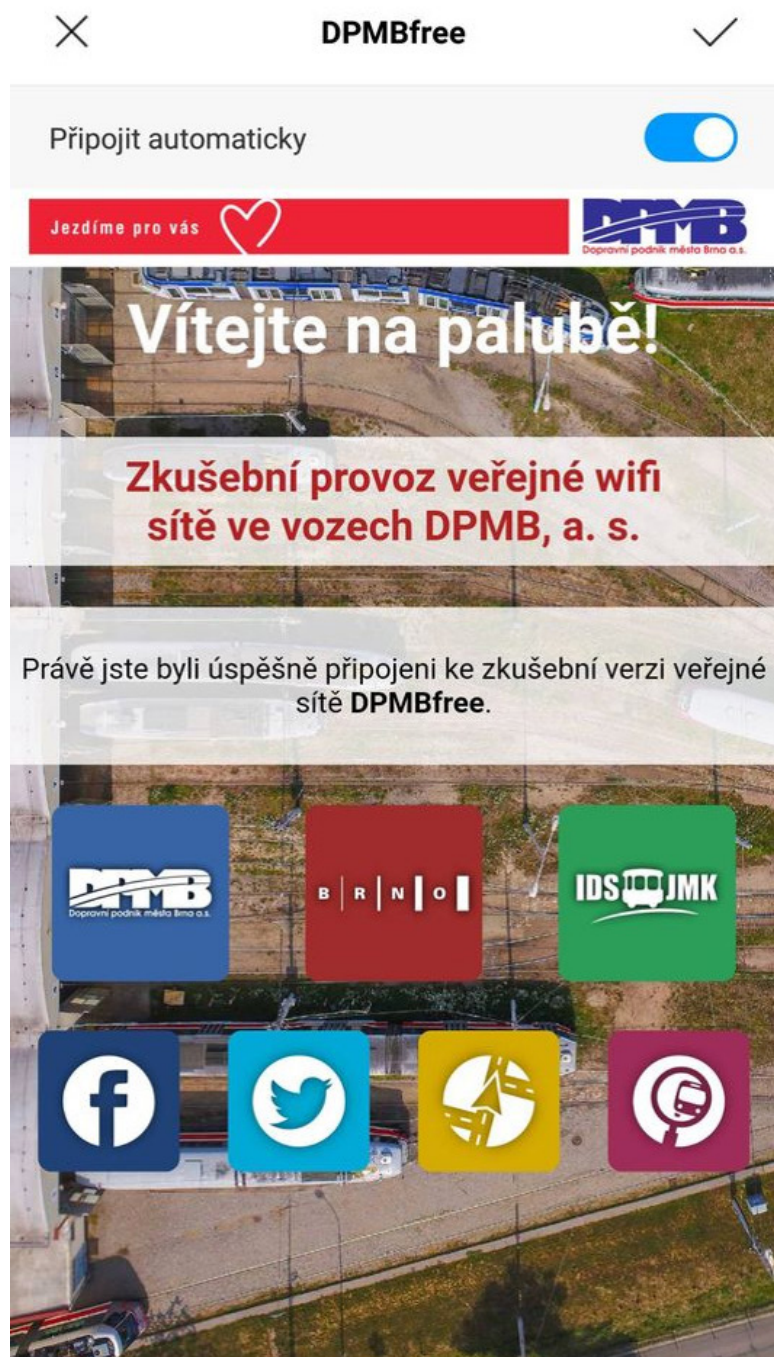 DPMBfree
Připojit automaticky
Jezdíme pro vás
DPMB
Dopravní podnik města Brna a.s.
Vítejte na palubě!
Zkušební provoz veřejné wifi
sítě ve vozech DPMB, a. s.
Právě jste byli úspěšně připojeni ke zkušební verzi veřejné
sítě DPMBfree.
DPMB
Dopravní podnik města Brna a.s.
B | R | N | O |
IDS JMK